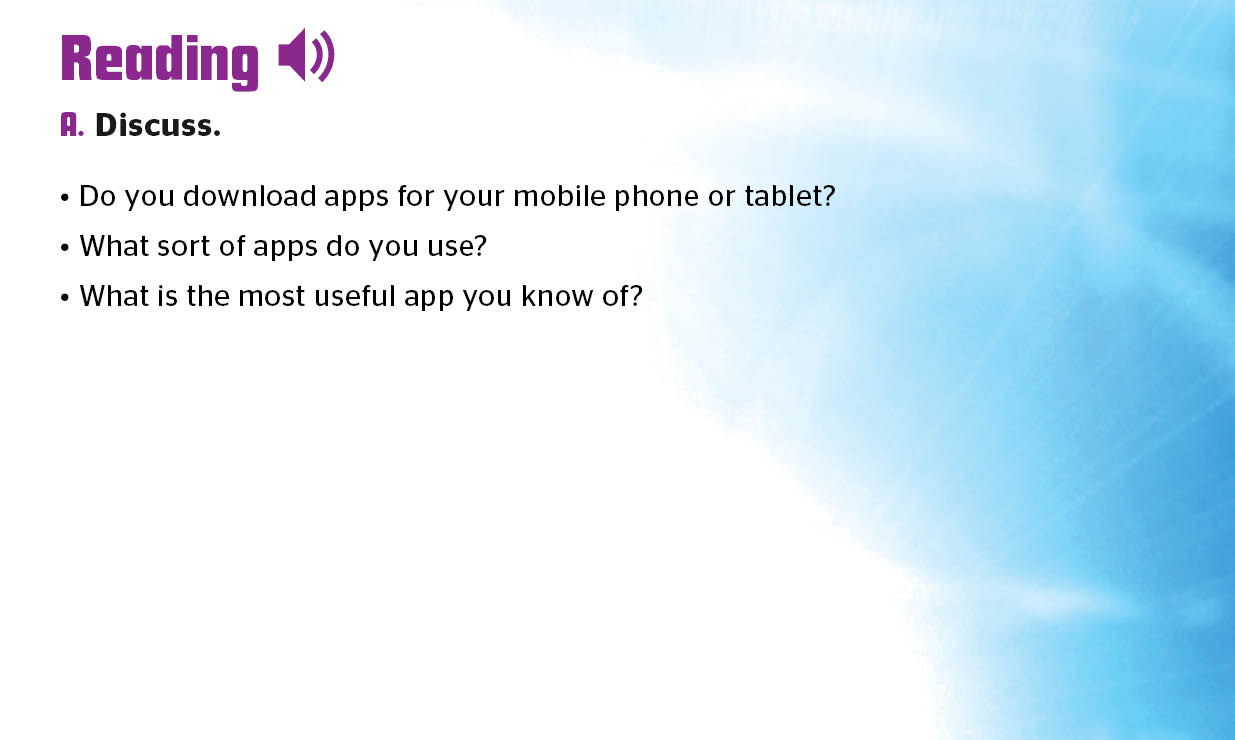 Reading
A. Discuss.
• Do you download apps for your mobile phone or tablet?
• What sort of apps do you use?
• What is the most useful app you know of?